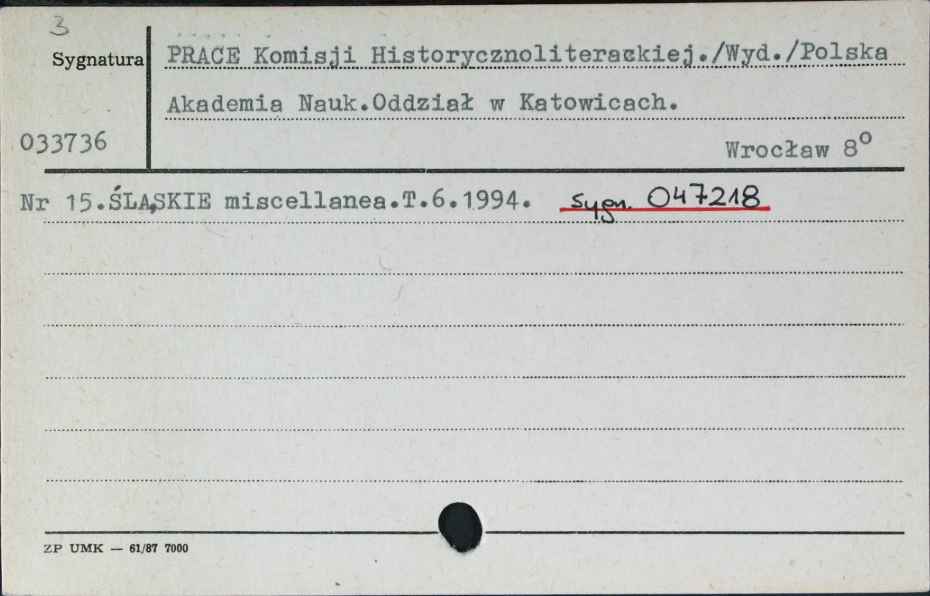 3
Sygnatura
PRACE Komisji Historycznoliterackiej./Wyd./Polska
Akademia Nauk.Oddział w Katowicach.
033736
Wrocław 8º
Nr 15.ŚLĄSKIE miscellanea.T.6.1994. Sygn. 047218
ZP UMK — 61/87 7000